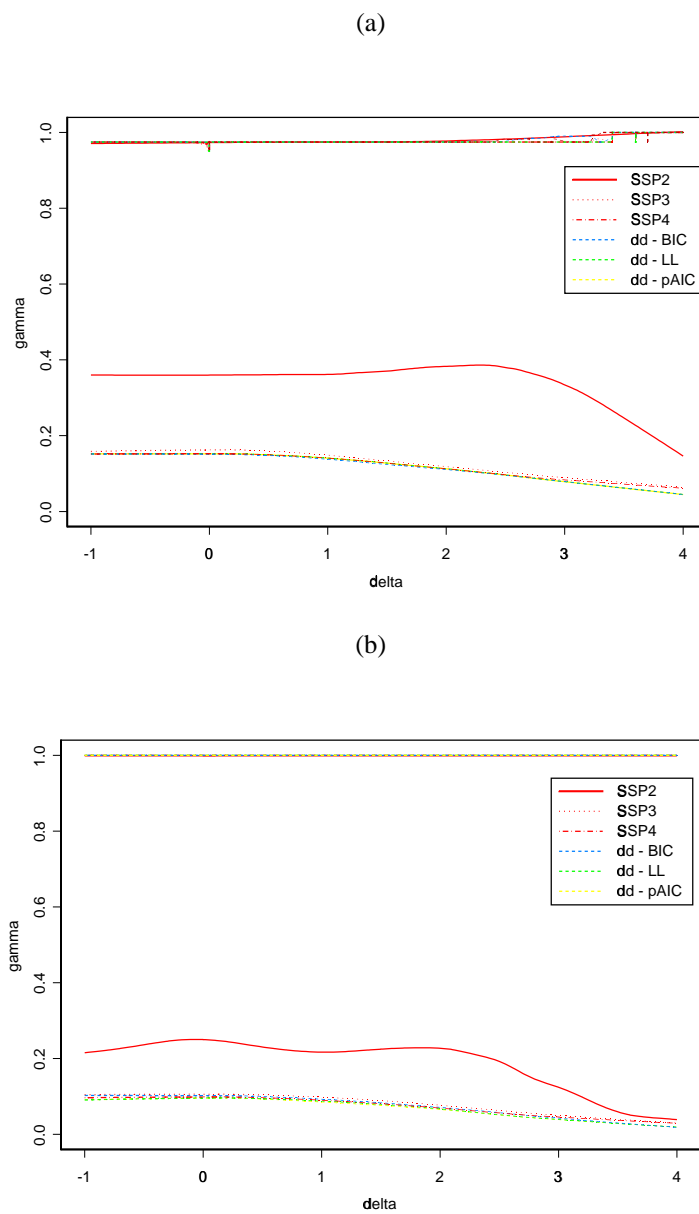 (a)
1.0
0.8
0.6
0.4
0.2
0.0
gamma
SSP2
SSP3
SSP4
dd - BIC
dd - LL
dd - pAIC
-1 0 1 2 3 4
delta
(b)
1.0
0.8
0.6
0.4
0.2
0.0
gamma
SSP2
SSP3
SSP4
dd - BIC
dd - LL
dd - pAIC
-1 0 1 2 3 4
delta